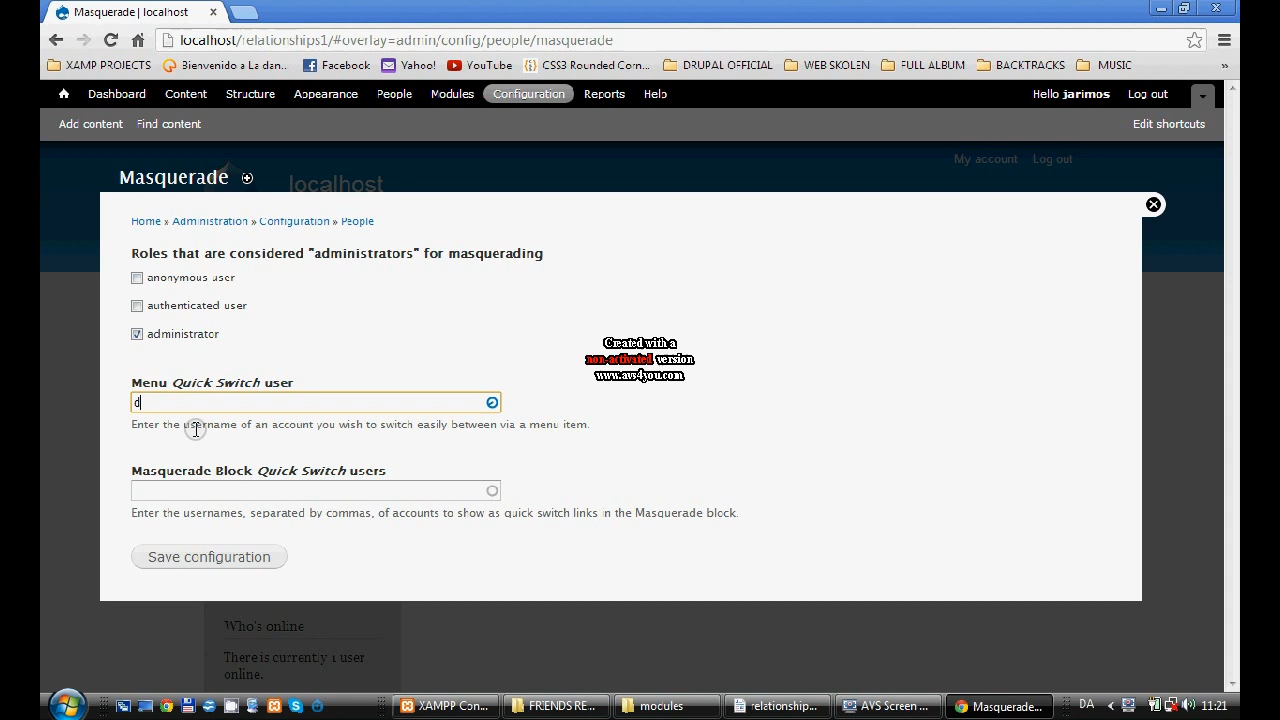 Masquerade | localhost
localhost/relationships1/#overlay=admin/config/people/masquerade
XAMP PROJECTS Bienvenido a La dan... Facebook Yahoo! YouTube CSS3 Rounded Corn... DRUPAL OFFICIAL WEB SKOLEN FULL ALBUM BACKTRACKS MUSIC »
Dashboard Content Structure Appearance People Modules Configuration Reports Help Hello jarimos Log out
Add content Find content Edit shortcuts
My account Log out
Masquerade
localhost
Home » Administration » Configuration » People
Roles that are considered "administrators" for masquerading
anonymous user
authenticated user
administrator
Created with a
non-activated version
www.avs4you.com
Menu Quick Switch user
d
Enter the username of an account you wish to switch easily between via a menu item.
Masquerade Block Quick Switch users
Enter the usernames, separated by commas, of accounts to show as quick switch links in the Masquerade block.
Save configuration
Who's online
There is currently 1 user
online.
XAMPP Con... FRIENDS RE... modules relationship... AVS Screen ... Masquerade... DA 11:21